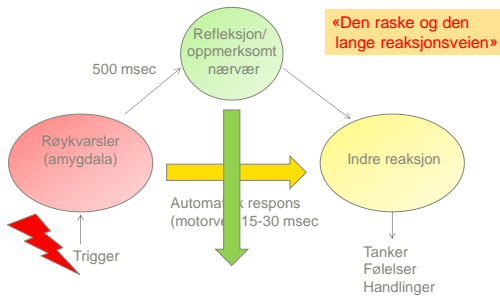 «Den raske og den
lange reaksjonsveien»
Refleksjon/
oppmerksomt
nærvær
500 msec
Røykvarsler
(amygdala)
Indre reaksjon
respons
(motorve 15-30 msec
Trigger
Tanker
Følelser
Handlinger